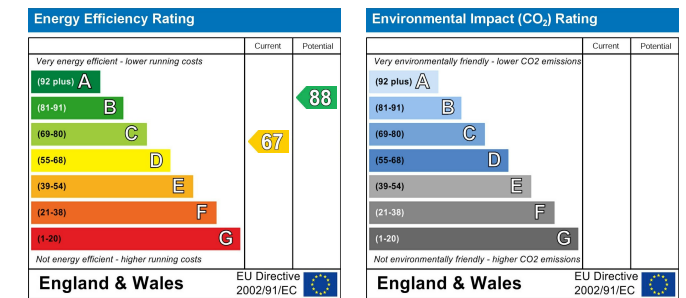 Energy Efficiency Rating
Current Potential
Very energy efficient - lower running costs
(92 plus) A
(81-91) B
(69-80) C
(55-68) D
(39-54) E
(21-38) F
(1-20) G
67
88
Not energy efficient - higher running costs
England & Wales
EU Directive
2002/91/EC
Environmental Impact (CO₂) Rating
Current Potential
Very environmentally friendly - lower CO2 emissions
(92 plus) A
(81-91) B
(69-80) C
(55-68) D
(39-54) E
(21-38) F
(1-20) G
Not environmentally friendly - higher CO2 emissions
England & Wales
EU Directive
2002/91/EC